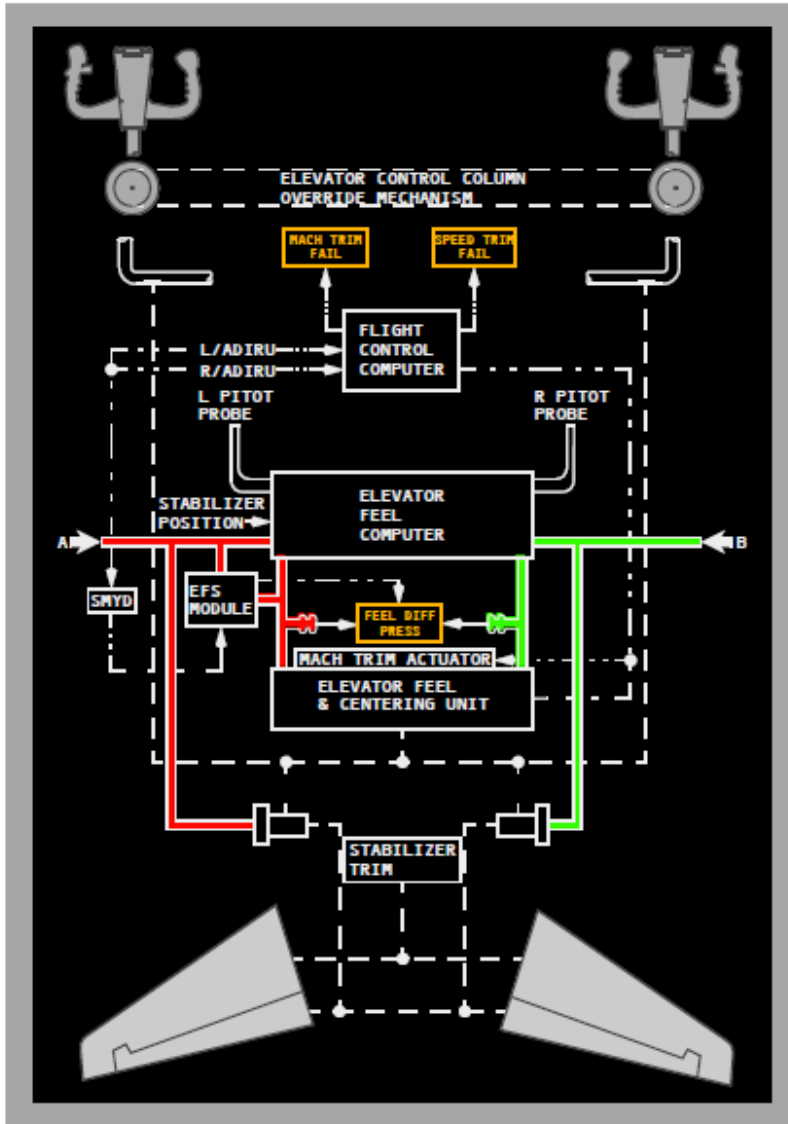 ELEVATOR CONTROL COLUMN
OVERRIDE MECHANISM
MACH TRIM
FAIL
SPEED TRIM
FAIL
FLIGHT
CONTROL
COMPUTER
L/ADIRU
R/ADIRU
L PITOT
PROBE
R PITOT
PROBE
ELEVATOR
FEEL
COMPUTER
STABILIZER
POSITION
A
B
SMYD
EFS
MODULE
FEEL DIFF
PRESS
MACH TRIM ACTUATOR
ELEVATOR FEEL
& CENTERING UNIT
STABILIZER
TRIM